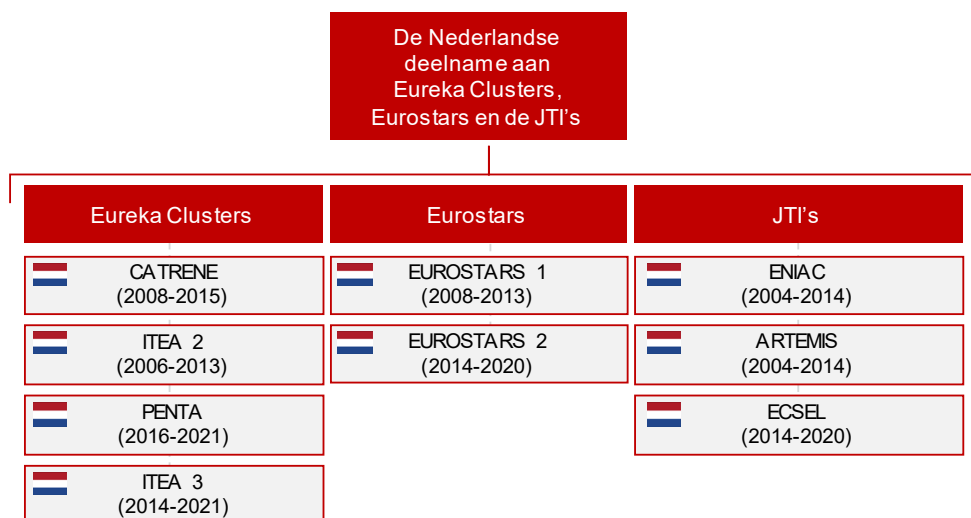 De Nederlandse
deelname aan
Eureka Clusters,
Eurostars en de JTI's
Eureka Clusters
CATRENE
(2008-2015)
ITEA 2
(2006-2013)
PENTA
(2016-2021)
ITEA 3
(2014-2021)
Eurostars
EUROSTARS 1
(2008-2013)
EUROSTARS 2
(2014-2020)
JTI's
ENIAC
(2004-2014)
ARTEMIS
(2004-2014)
ECSEL
(2014-2020)